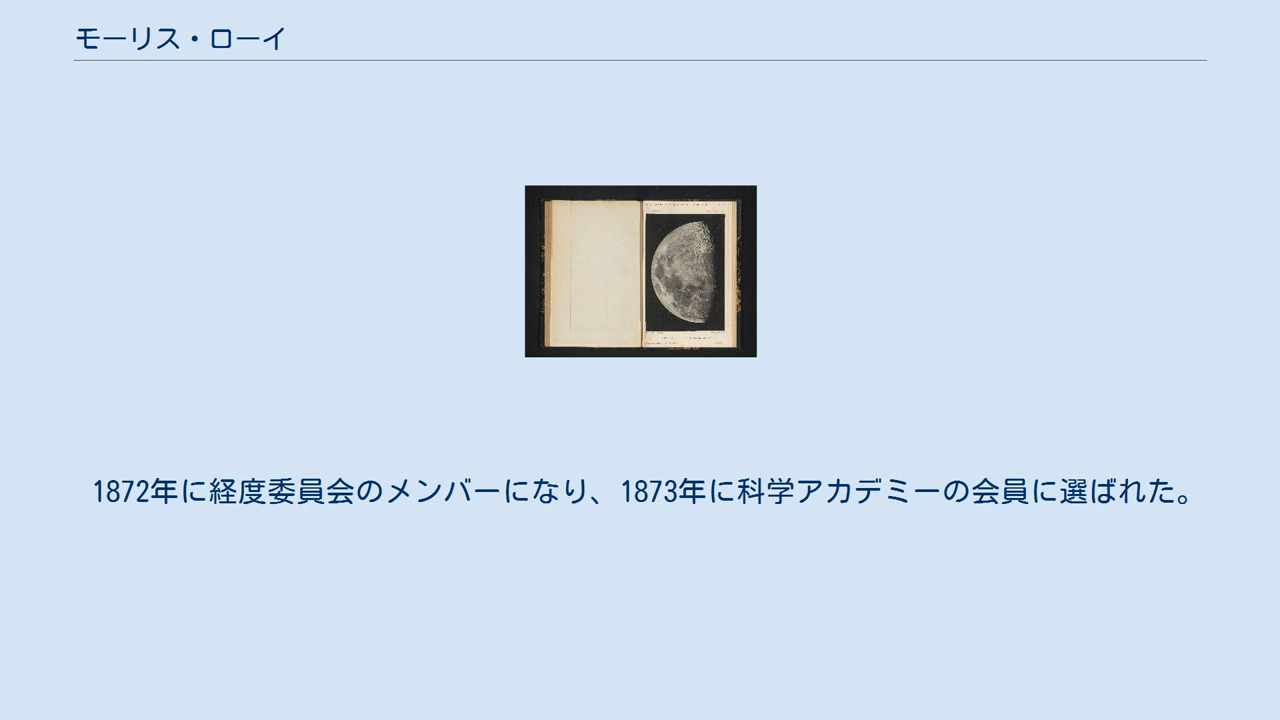 モーリス・ローイ
1872年に経度委員会のメンバーになり、1873年に科学アカデミーの会員に選ばれた。